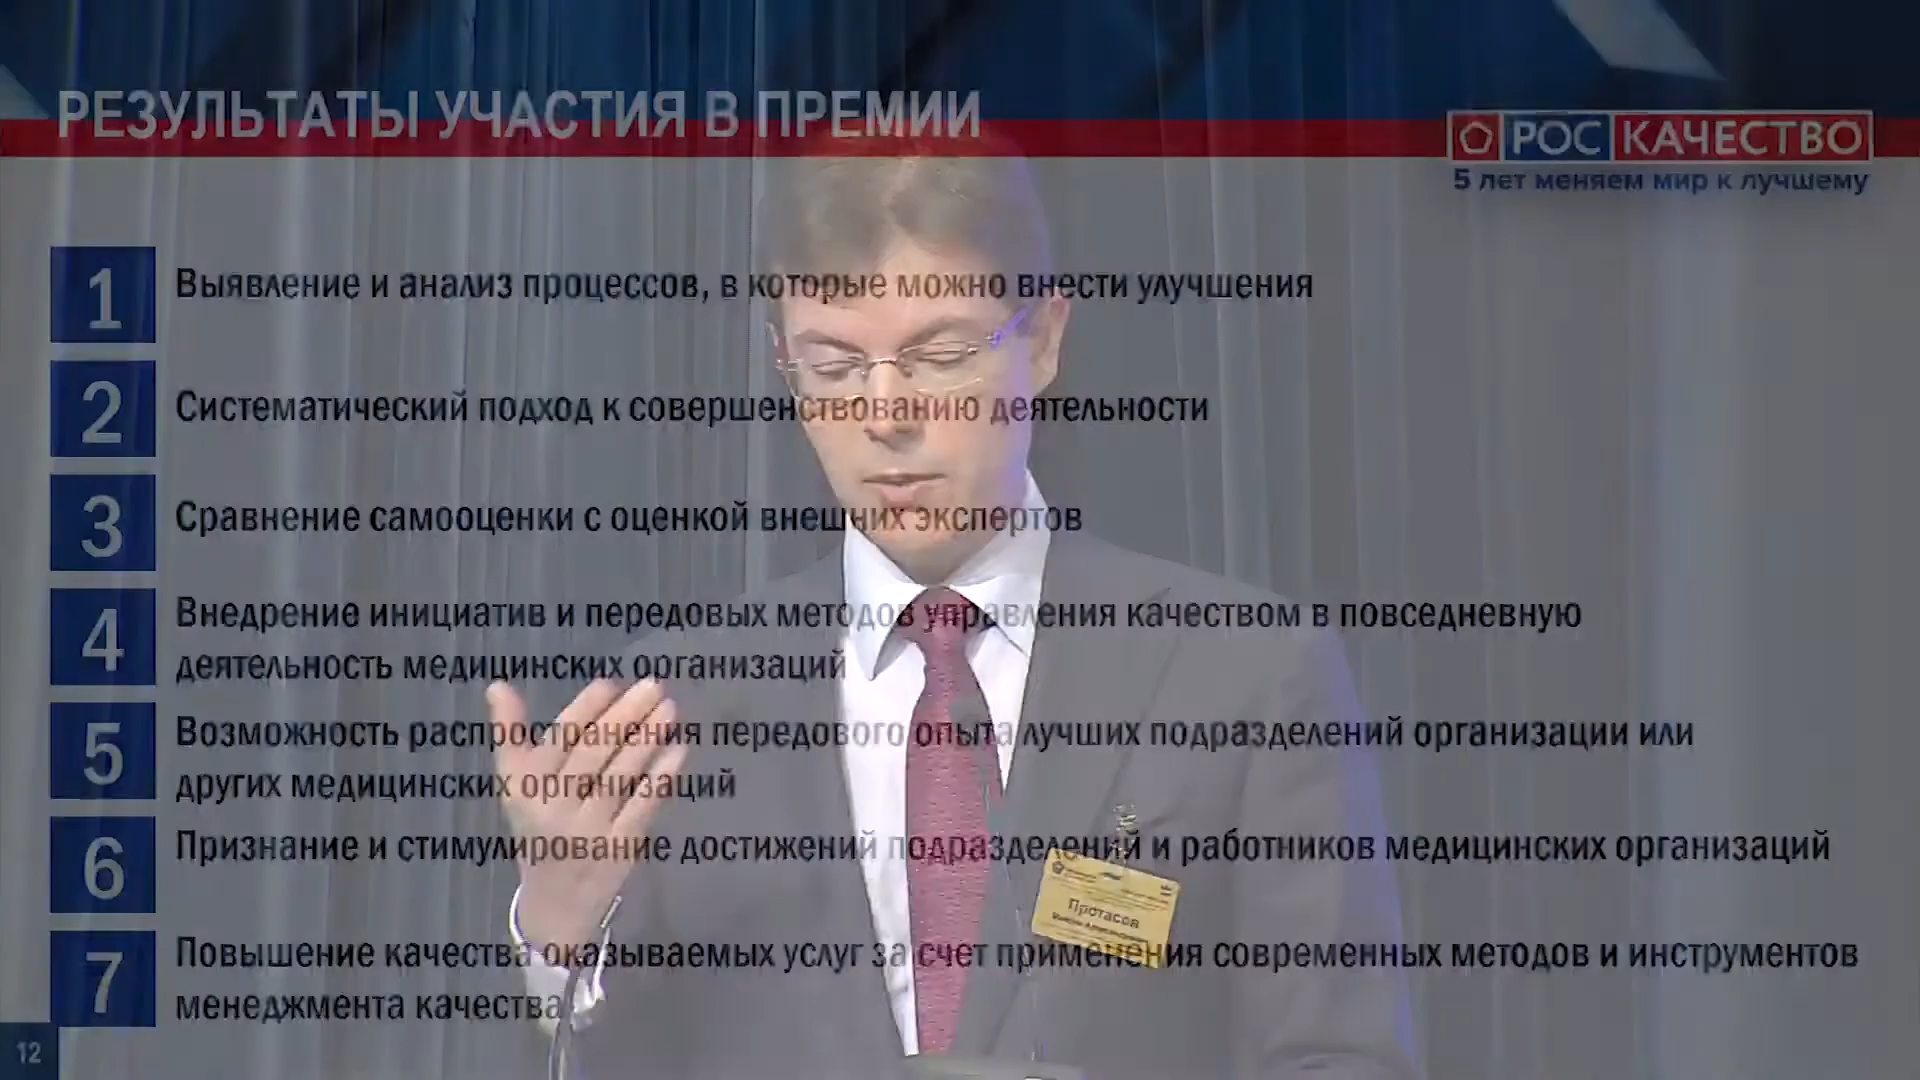 РЕЗУЛЬТАТЫ УЧАСТИЯ В ПРЕМИИ
РОСКАЧЕСТВО
5 лет меняем мир к лучшему
1
Выявление и анализ процессов, в которые можно внести улучшения
2
Систематический подход к совершенствованию деятельности
3
Сравнение самооценки с оценкой внешних экспертов
4
Внедрение инициатив и передовых методов управления качеством в повседневную
деятельность медицинских организаций
5
Возможность распространения передового опыта лучших подразделений организации или
других медицинских организаций
6
Признание и стимулирование достижений подразделений и работников медицинских организаций
Протасов
7
Повышение качества оказываемых услуг за счет применения современных методов и инструментов
менеджмента качества
12